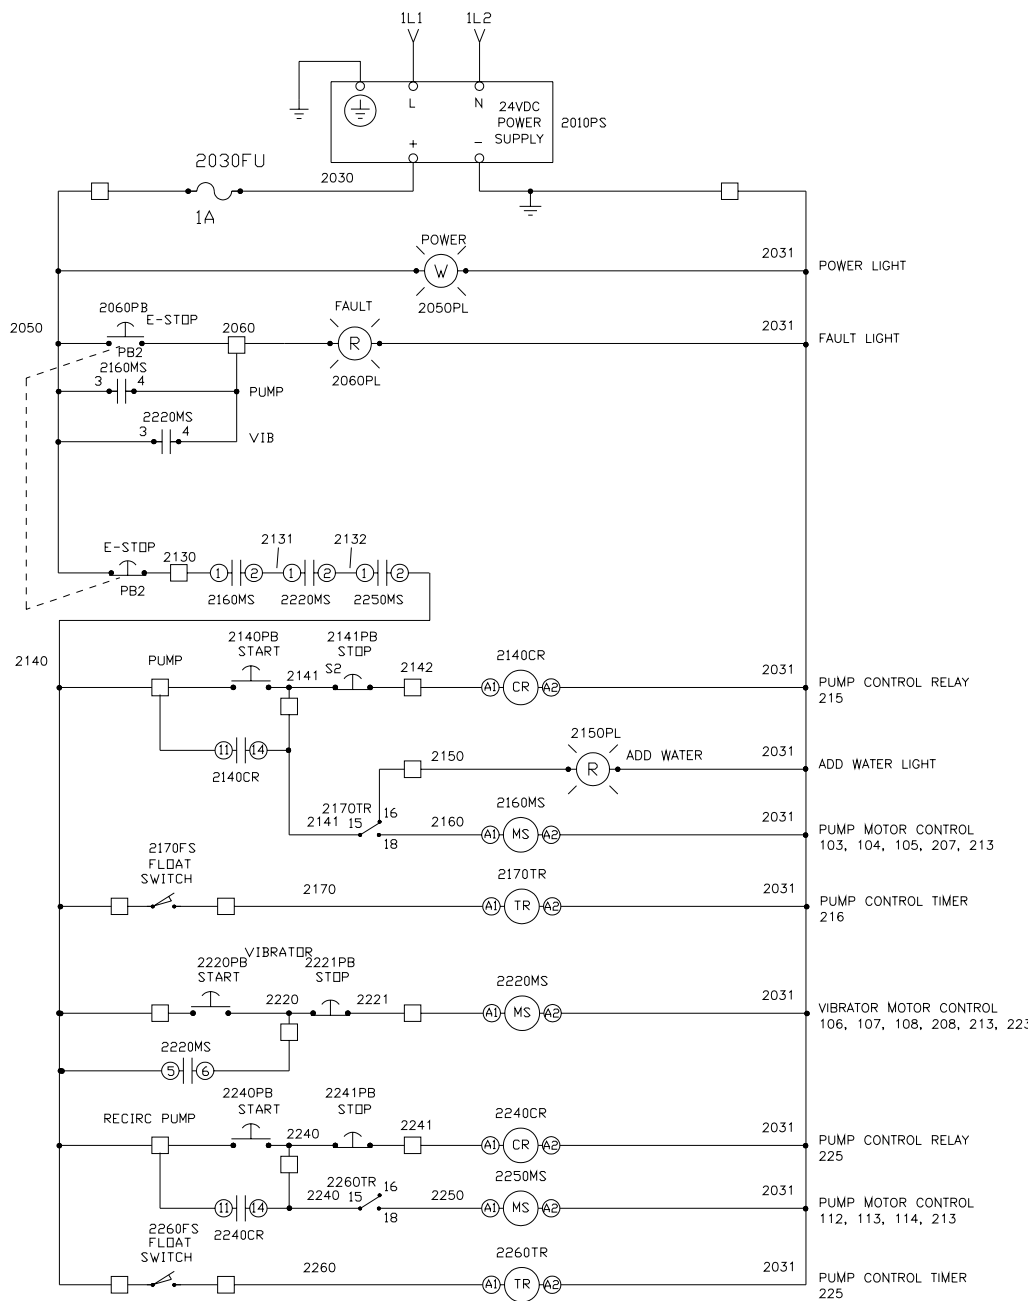 1L1
1L2
L
N
24VDC
POWER
SUPPLY
2010PS
+
-
2030FU
2030
1A
POWER
W
2050PL
2031
POWER LIGHT
2050
2060PB
E-STOP
PB2
2060
FAULT
R
2060PL
2031
FAULT LIGHT
2160MS
3 4
PUMP
2220MS
3 4
VIB
E-STOP
PB2
2130
2131
2132
1 2
2160MS
1 2
2220MS
1 2
2250MS
2140
PUMP
2140PB
START
2141
2141PB
STOP
S2
2142
2140CR
A1 CR A2
2031
PUMP CONTROL RELAY
215
11 14
2140CR
2150
2150PL
R
ADD WATER
2031
ADD WATER LIGHT
2170TR
2141 15
16
18
2160
2160MS
A1 MS A2
2031
PUMP MOTOR CONTROL
103, 104, 105, 207, 213
2170FS
FLOAT
SWITCH
2170
2170TR
A1 TR A2
2031
PUMP CONTROL TIMER
216
VIBRATOR
2220PB
START
2220
2221PB
STOP
2221
2220MS
A1 MS A2
2031
VIBRATOR MOTOR CONTROL
106, 107, 108, 208, 213, 223
2220MS
5 6
RECIRC PUMP
2240PB
START
2240
2241PB
STOP
2241
2240CR
A1 CR A2
2031
PUMP CONTROL RELAY
225
11 14
2240CR
2260TR
2240 15
16
18
2250
2250MS
A1 MS A2
2031
PUMP MOTOR CONTROL
112, 113, 114, 213
2260FS
FLOAT
SWITCH
2260
2260TR
A1 TR A2
2031
PUMP CONTROL TIMER
225